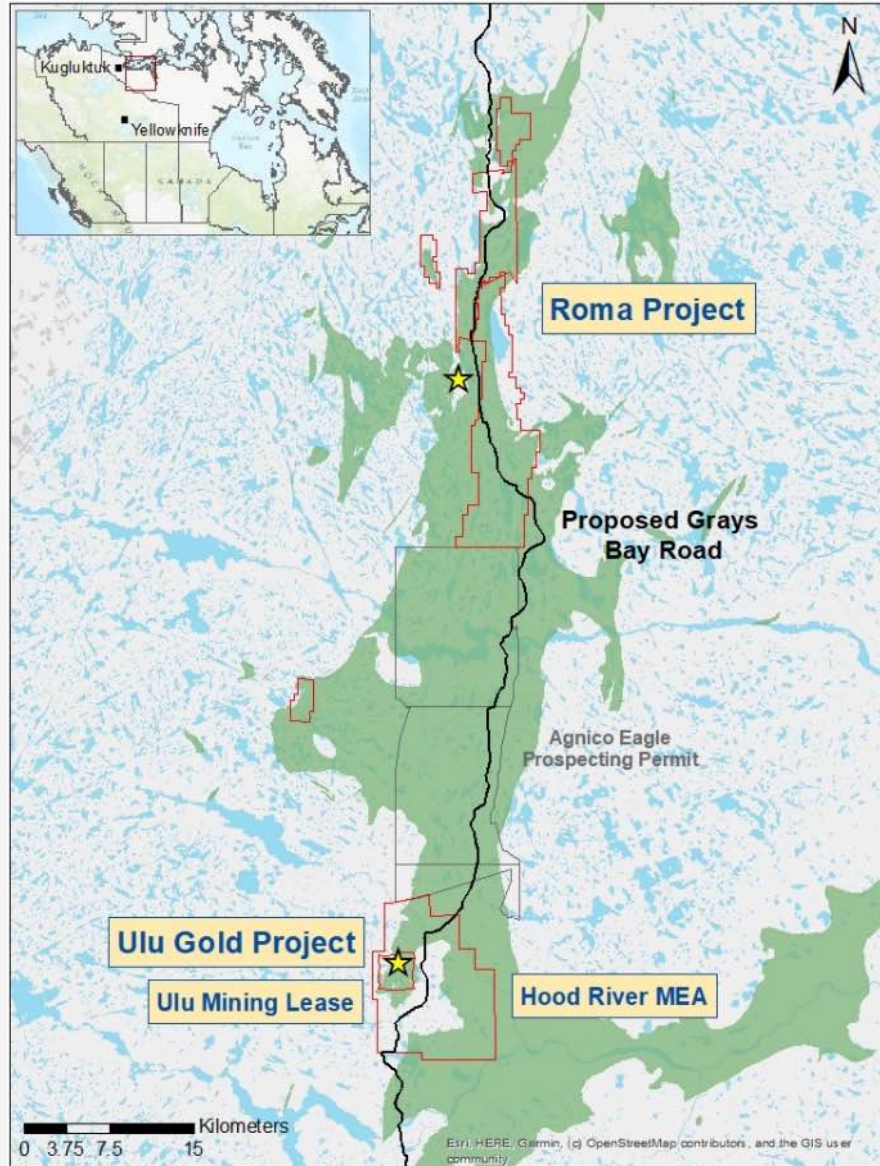 Kugluktuk
Yellowknife
CANADA
N
Roma Project
Proposed Grays
Bay Road
Agnico Eagle
Prospecting Permit
Ulu Gold Project
Ulu Mining Lease
Hood River MEA
Kilometers
0 3.75 7.5 15
Esri, HERE, Garmin, (c) OpenStreetMap contributors, and the GIS user
community